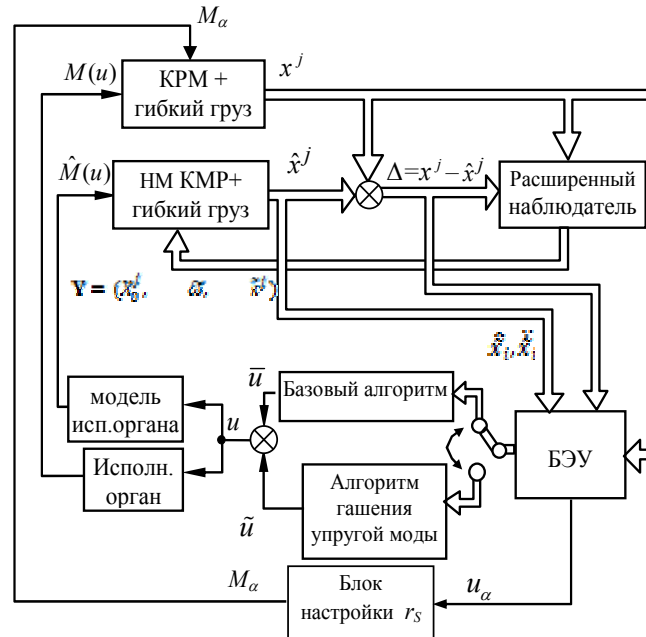 M_α
M(u)
КРМ +
гибкий груз
x^j
M̂(u)
НМ КМР+
гибкий груз
x̂^j
Δ=x^j – x̂^j
Расширенный
наблюдатель
Y = (
ū
Базовый алгоритм
модель
исп.органа
u
Исполн.
орган
БЭУ
Алгоритм
гашения
упругой моды
ũ
M_α
Блок
настройки r_S
u_α